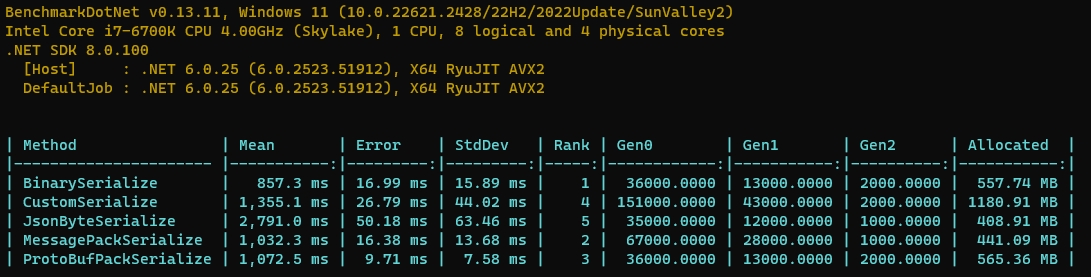 BenchmarkDotNet v0.13.11, Windows 11 (10.0.22621.2428/22H2/2022Update/SunValley2)
Intel Core i7-6700K CPU 4.00GHz (Skylake), 1 CPU, 8 logical and 4 physical cores
.NET SDK 8.0.100
  [Host]     : .NET 6.0.25 (6.0.2523.51912), X64 RyuJIT AVX2
  DefaultJob : .NET 6.0.25 (6.0.2523.51912), X64 RyuJIT AVX2

| Method                | Mean       | Error    | StdDev   | Rank | Gen0        | Gen1       | Gen2      | Allocated  |
|---------------------- |-----------:|---------:|---------:|-----:|------------:|-----------:|----------:|-----------:|
| BinarySerialize       |   857.3 ms | 16.99 ms | 15.89 ms |    1 |  36000.0000 | 13000.0000 | 2000.0000 |  557.74 MB |
| CustomSerialize       | 1,355.1 ms | 26.79 ms | 44.02 ms |    4 | 151000.0000 | 43000.0000 | 2000.0000 | 1180.91 MB |
| JsonByteSerialize     | 2,791.0 ms | 50.18 ms | 63.46 ms |    5 |  35000.0000 | 12000.0000 | 1000.0000 |  408.91 MB |
| MessagePackSerialize  | 1,032.3 ms | 16.38 ms | 13.68 ms |    2 |  67000.0000 | 28000.0000 | 1000.0000 |  441.09 MB |
| ProtoBufPackSerialize | 1,072.5 ms |  9.71 ms |  7.58 ms |    3 |  36000.0000 | 13000.0000 | 2000.0000 |  565.36 MB |